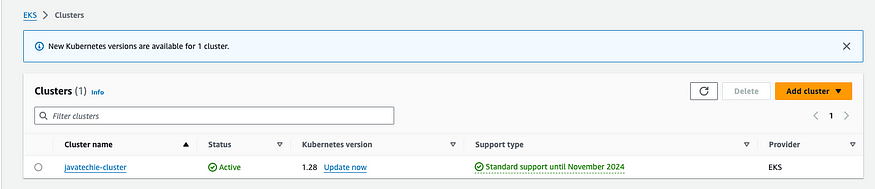 EKS > Clusters
New Kubernetes versions are available for 1 cluster.
Clusters (1) Info
Delete
Add cluster
Filter clusters
1
Cluster name Status Kubernetes version Support type Provider
javatechie-cluster Active 1.28 Update now Standard support until November 2024 EKS